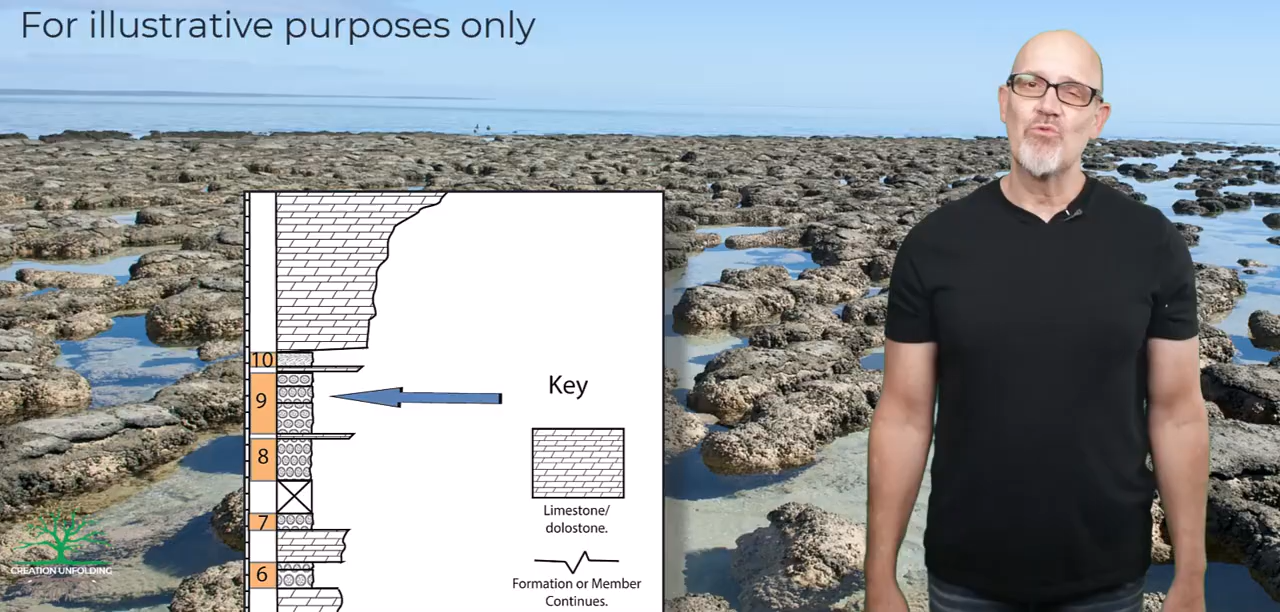 For illustrative purposes only
10
9
8
7
6
Key
Limestone/
dolostone.
Formation or Member
Continues.
CREATION UNFOLDING